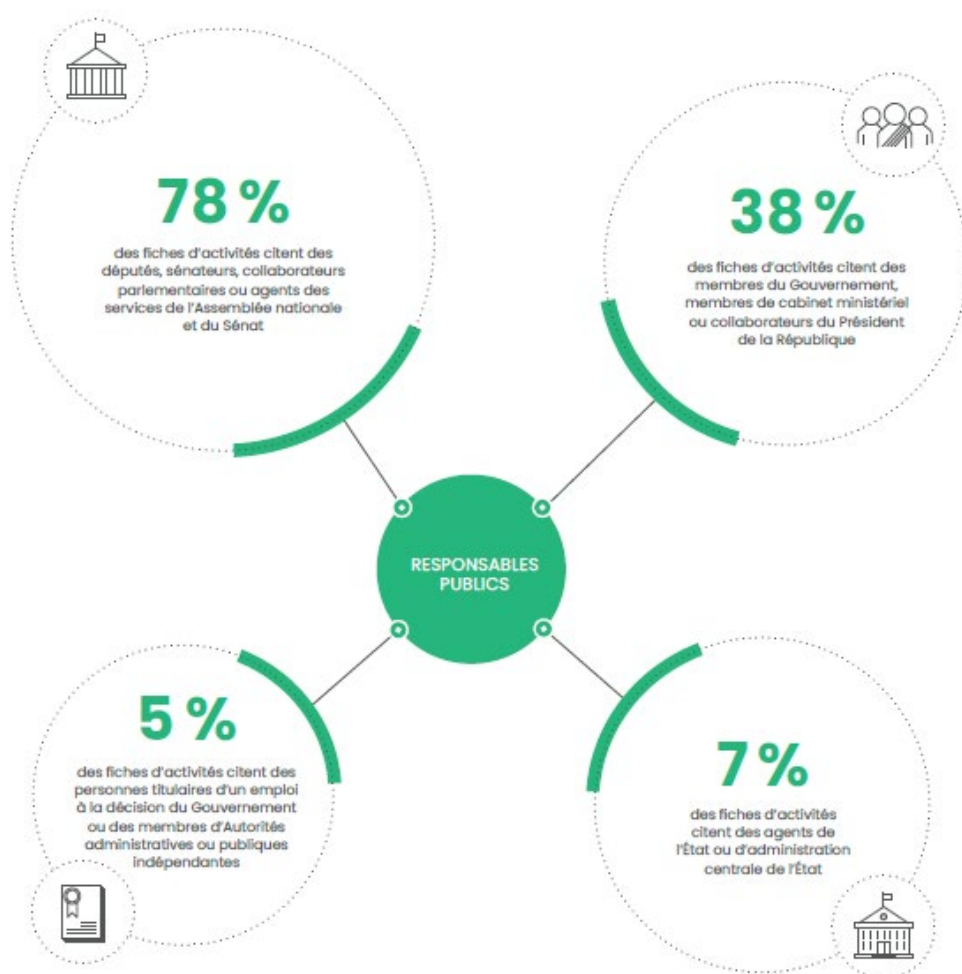 78 %
des fiches d'activités citent des
députés, sénateurs, collaborateurs
parlementaires ou agents des
services de l'Assemblée nationale
et du Sénat
38 %
des fiches d'activités citent des
membres du Gouvernement,
membres de cabinet ministériel
ou collaborateurs du Président
de la République
RESPONSABLES
PUBLICS
5 %
des fiches d'activités citent des
personnes titulaires d'un emploi
à la décision du Gouvernement
ou des membres d'Autorités
administratives ou publiques
indépendantes
7 %
des fiches d'activités
citent des agents de
l'État ou d'administration
centrale de l'État